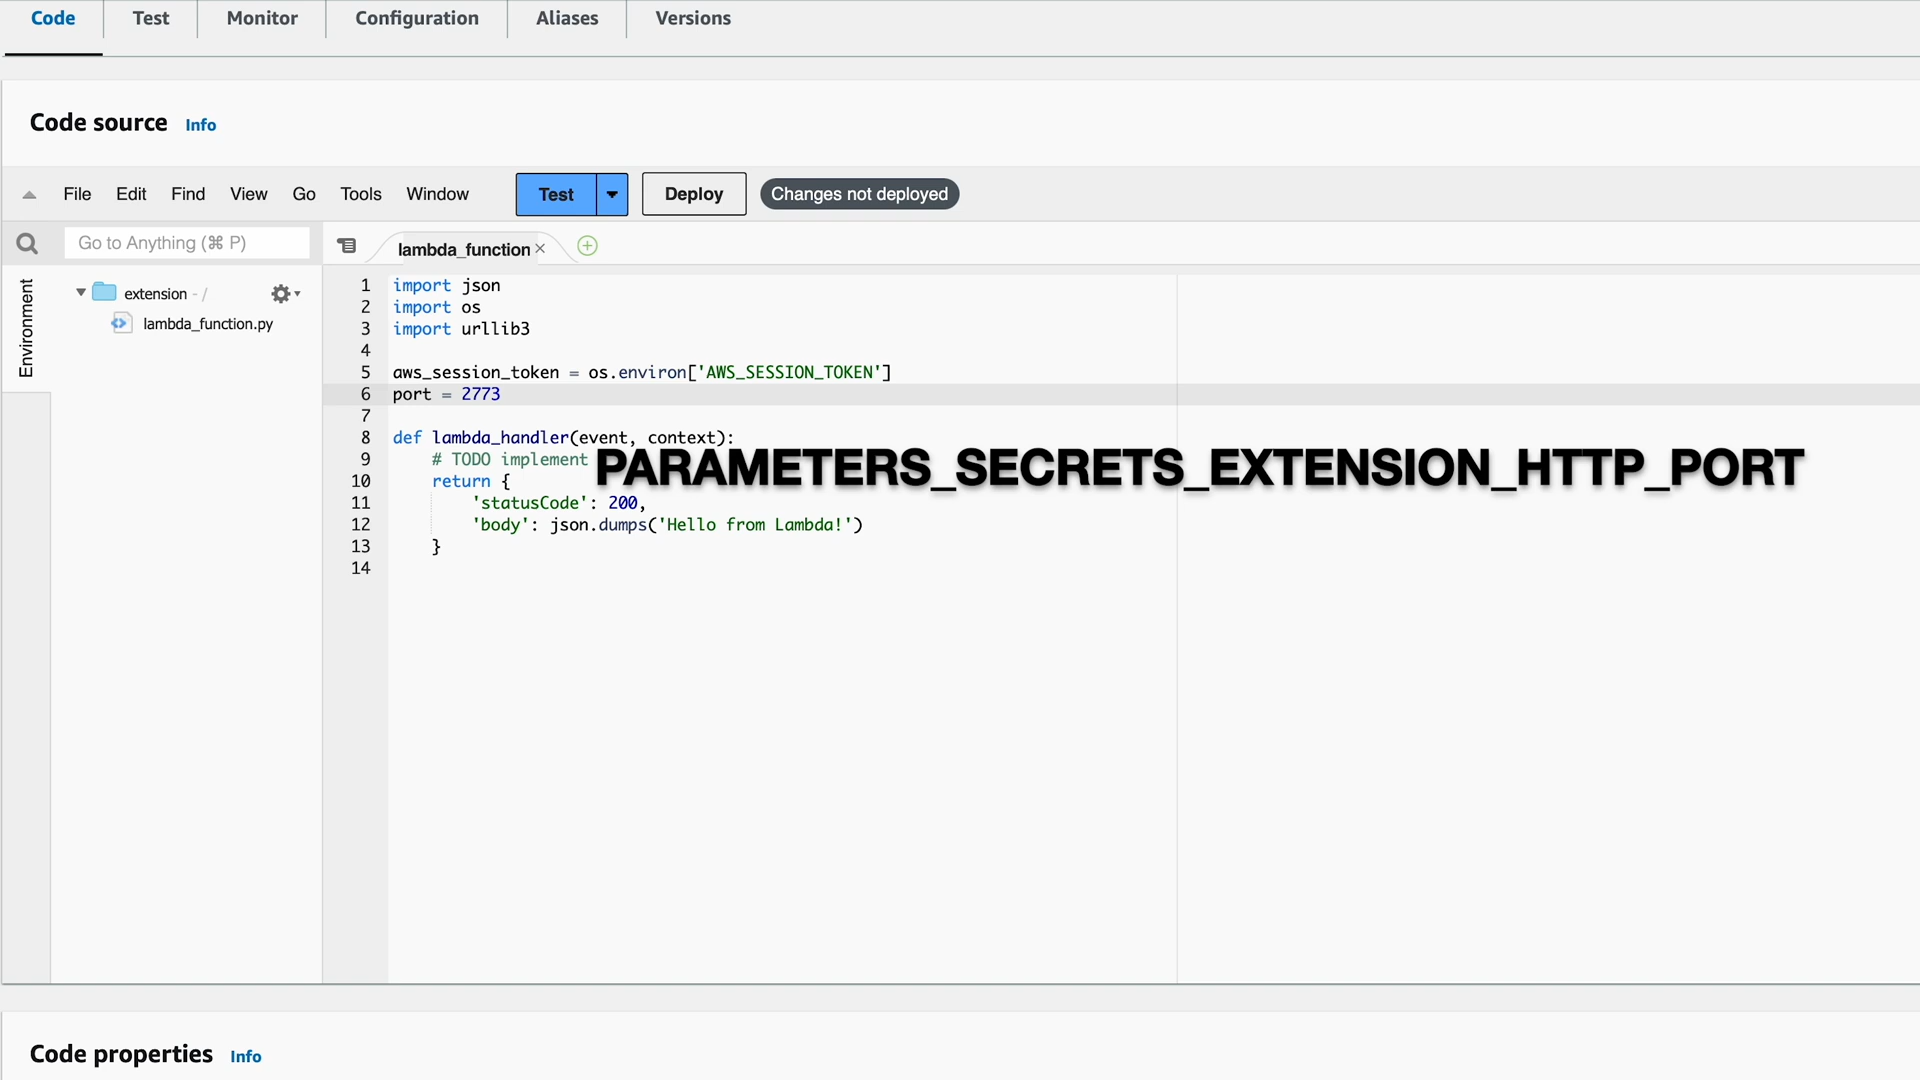 Code Test Monitor Configuration Aliases Versions
Code source Info
File Edit Find View Go Tools Window Test Deploy Changes not deployed
Go to Anything (⌘ P) lambda_function ×
Environment
extension - /
lambda_function.py
1 import json
2 import os
3 import urllib3
4
5 aws_session_token = os.environ['AWS_SESSION_TOKEN']
6 port = 2773
7
8 def lambda_handler(event, context):
9 # TODO implement
PARAMETERS_SECRETS_EXTENSION_HTTP_PORT
10 return {
11 'statusCode': 200,
12 'body': json.dumps('Hello from Lambda!')
13 }
14
Code properties Info